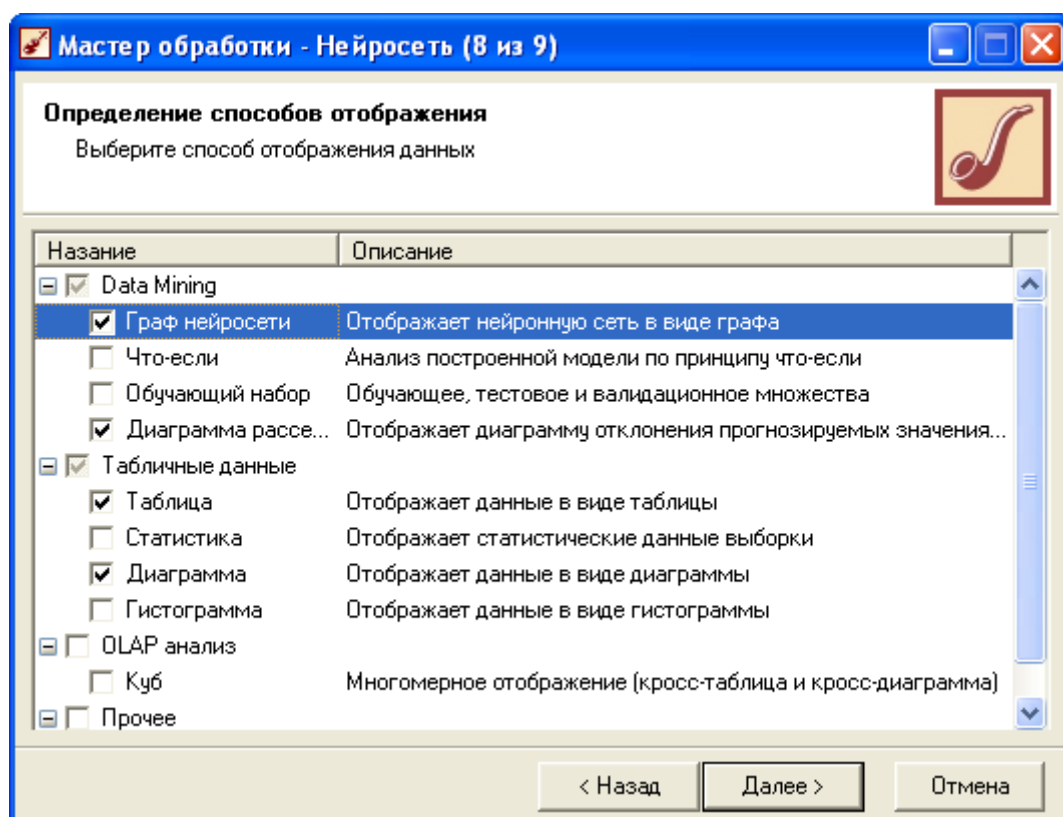 Мастер обработки - Нейросеть (8 из 9)
Определение способов отображения
Выберите способ отображения данных
Назание Описание
Data Mining
Граф нейросети Отображает нейронную сеть в виде графа
Что-если Анализ построенной модели по принципу что-если
Обучающий набор Обучающее, тестовое и валидационное множества
Диаграмма рассе... Отображает диаграмму отклонения прогнозируемых значения...
Табличные данные
Таблица Отображает данные в виде таблицы
Статистика Отображает статистические данные выборки
Диаграмма Отображает данные в виде диаграммы
Гистограмма Отображает данные в виде гистограммы
OLAP анализ
Куб Многомерное отображение (кросс-таблица и кросс-диаграмма)
Прочее
< Назад Далее > Отмена